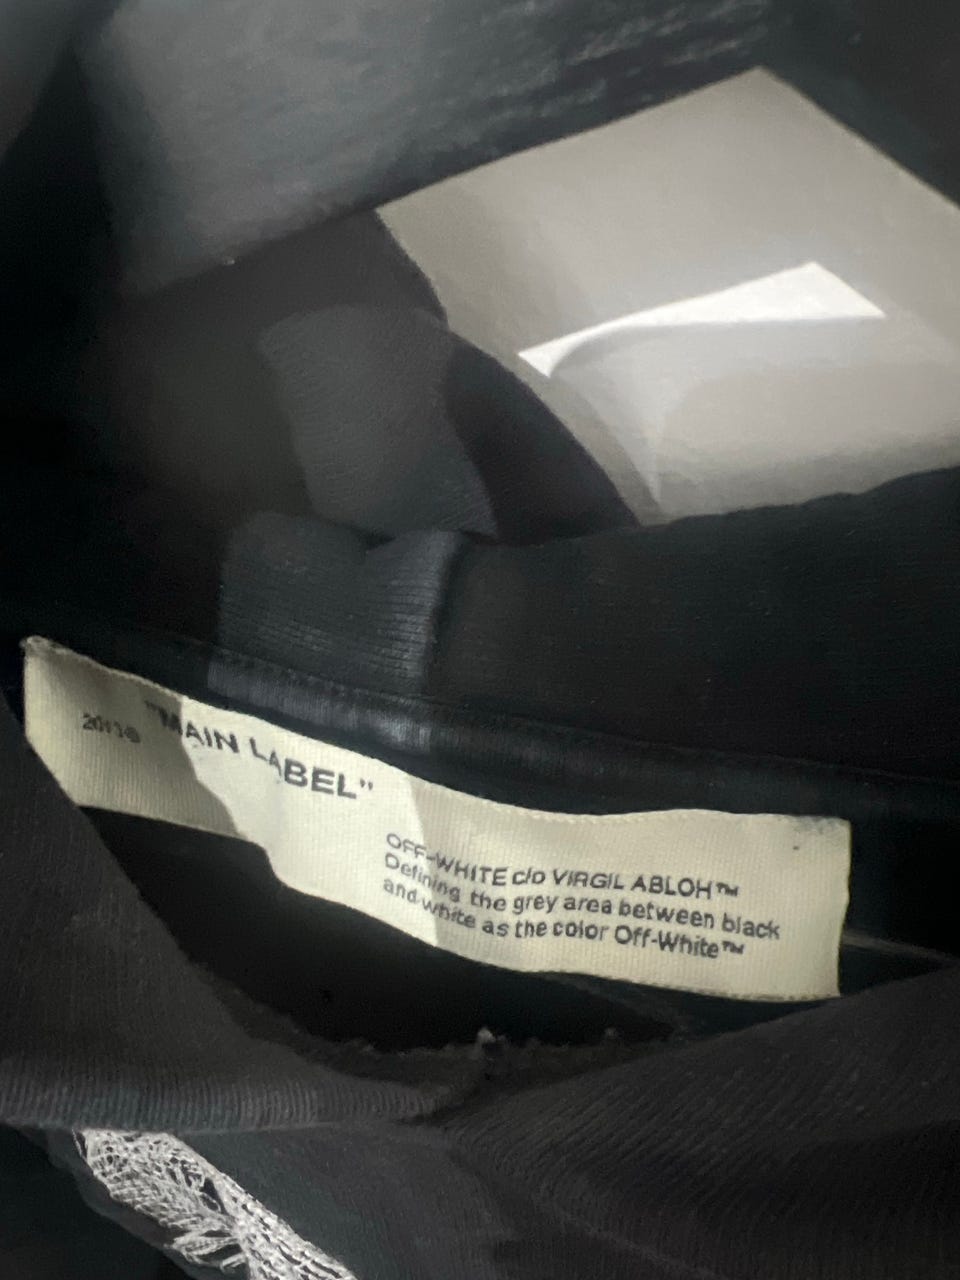 "MAIN LABEL"
2013®
OFF-WHITE c/o VIRGIL ABLOH™
Defining the grey area between black
and white as the color Off-White™